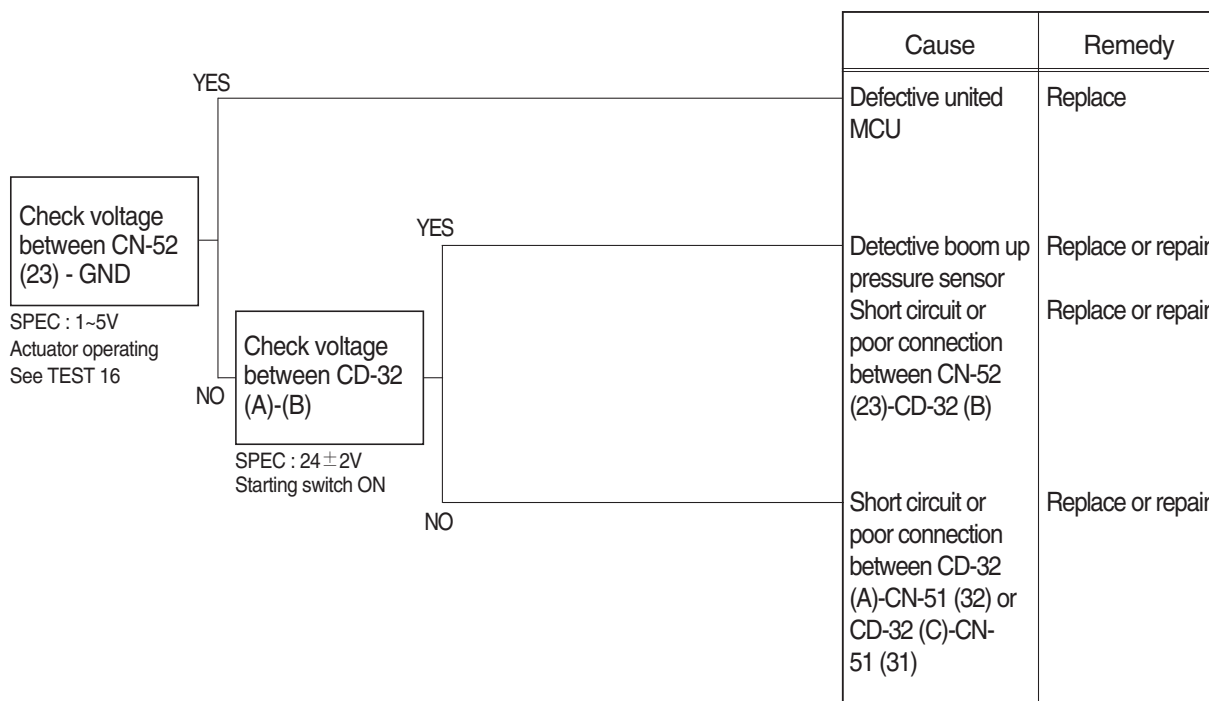 Cause
Remedy
YES
Defective united
MCU
Replace
Check voltage
between CN-52
(23) - GND
SPEC : 1~5V
Actuator operating
See TEST 16
YES
Detective boom up
pressure sensor
Replace or repair
Short circuit or
poor connection
between CN-52
(23)-CD-32 (B)
Replace or repair
NO
Check voltage
between CD-32
(A)-(B)
SPEC : 24±2V
Starting switch ON
NO
Short circuit or
poor connection
between CD-32
(A)-CN-51 (32) or
CD-32 (C)-CN-
51 (31)
Replace or repair